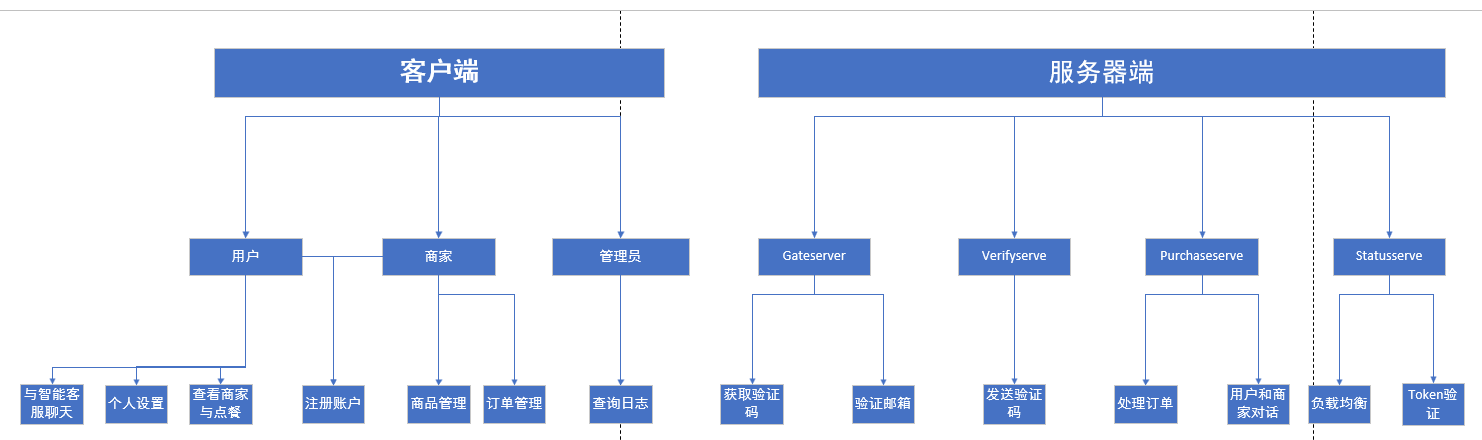 客户端
服务器端
用户
商家
管理员
Gateserver
Verifyserve
Purchaseserve
Statusserve
与智能客
服聊天
个人设置
查看商家
与点餐
注册账户
商品管理
订单管理
查询日志
获取验证
码
验证邮箱
发送验证
码
处理订单
用户和商
家对话
负载均衡
Token验
证